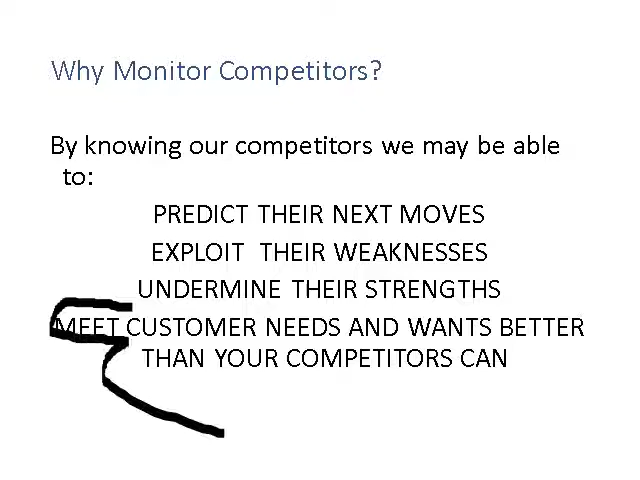 Why Monitor Competitors?
By knowing our competitors we may be able
to:
PREDICT THEIR NEXT MOVES
EXPLOIT THEIR WEAKNESSES
UNDERMINE THEIR STRENGTHS
MEET CUSTOMER NEEDS AND WANTS BETTER
THAN YOUR COMPETITORS CAN